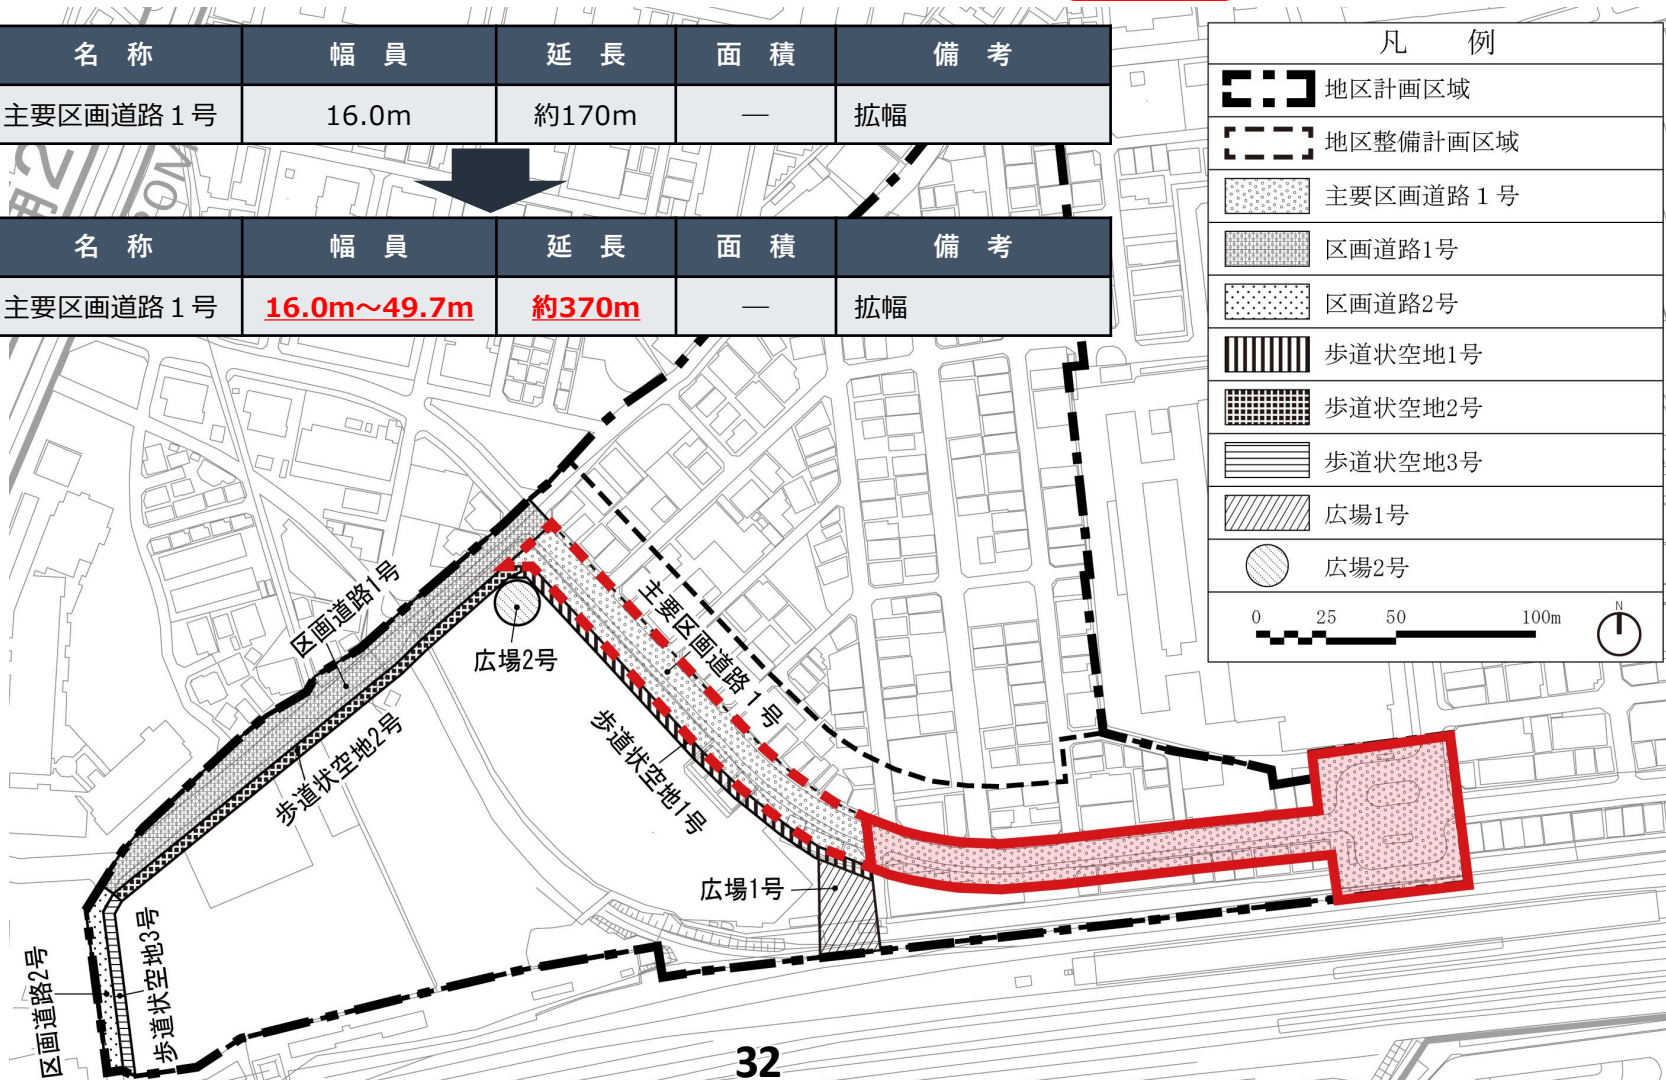 名 称 幅 員 延 長 面 積 備 考
主要区画道路1号 16.0m 約170m ― 拡幅
名 称 幅 員 延 長 面 積 備 考
主要区画道路1号 16.0m～49.7m 約370m ― 拡幅
凡 例
地区計画区域
地区整備計画区域
主要区画道路1号
区画道路1号
区画道路2号
歩道状空地1号
歩道状空地2号
歩道状空地3号
広場1号
広場2号
0 25 50 100m
N
区画道路1号
広場2号
主要区画道路1号
歩道状空地2号
歩道状空地1号
広場1号
区画道路2号
歩道状空地3号
32